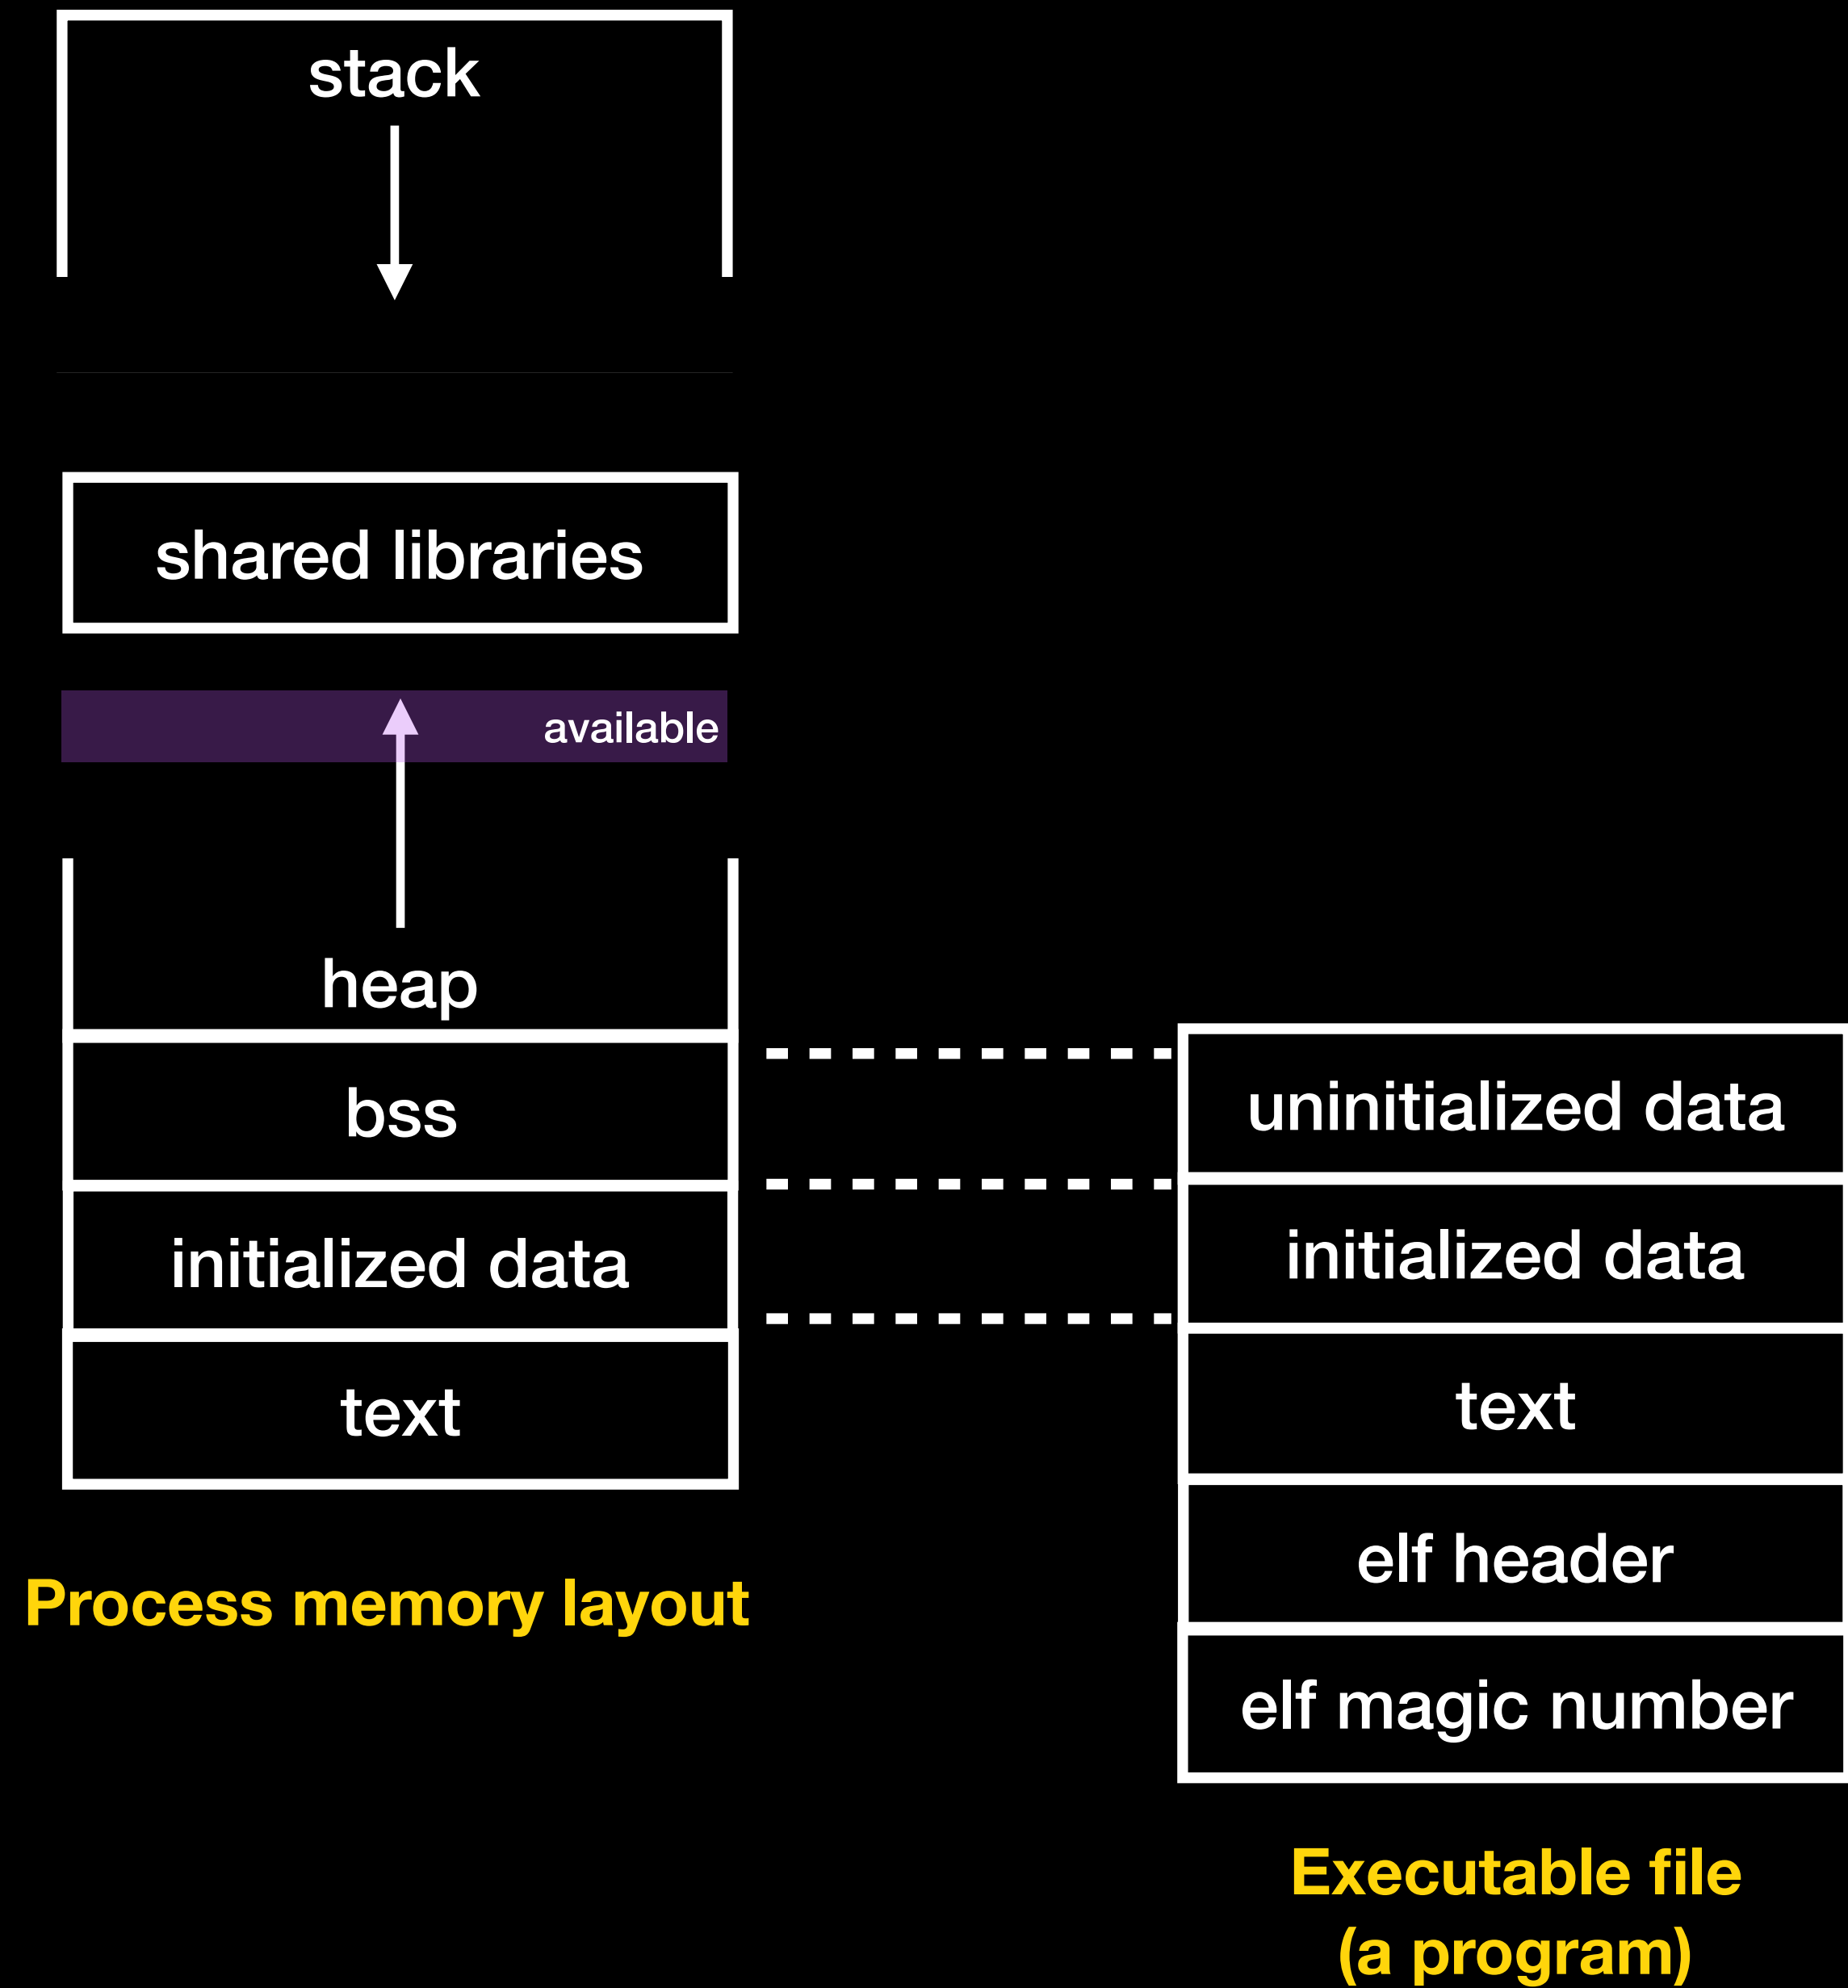 stack
shared libraries
available
heap
bss
initialized data
text
Process memory layout
uninitialized data
initialized data
text
elf header
elf magic number
Executable file
(a program)